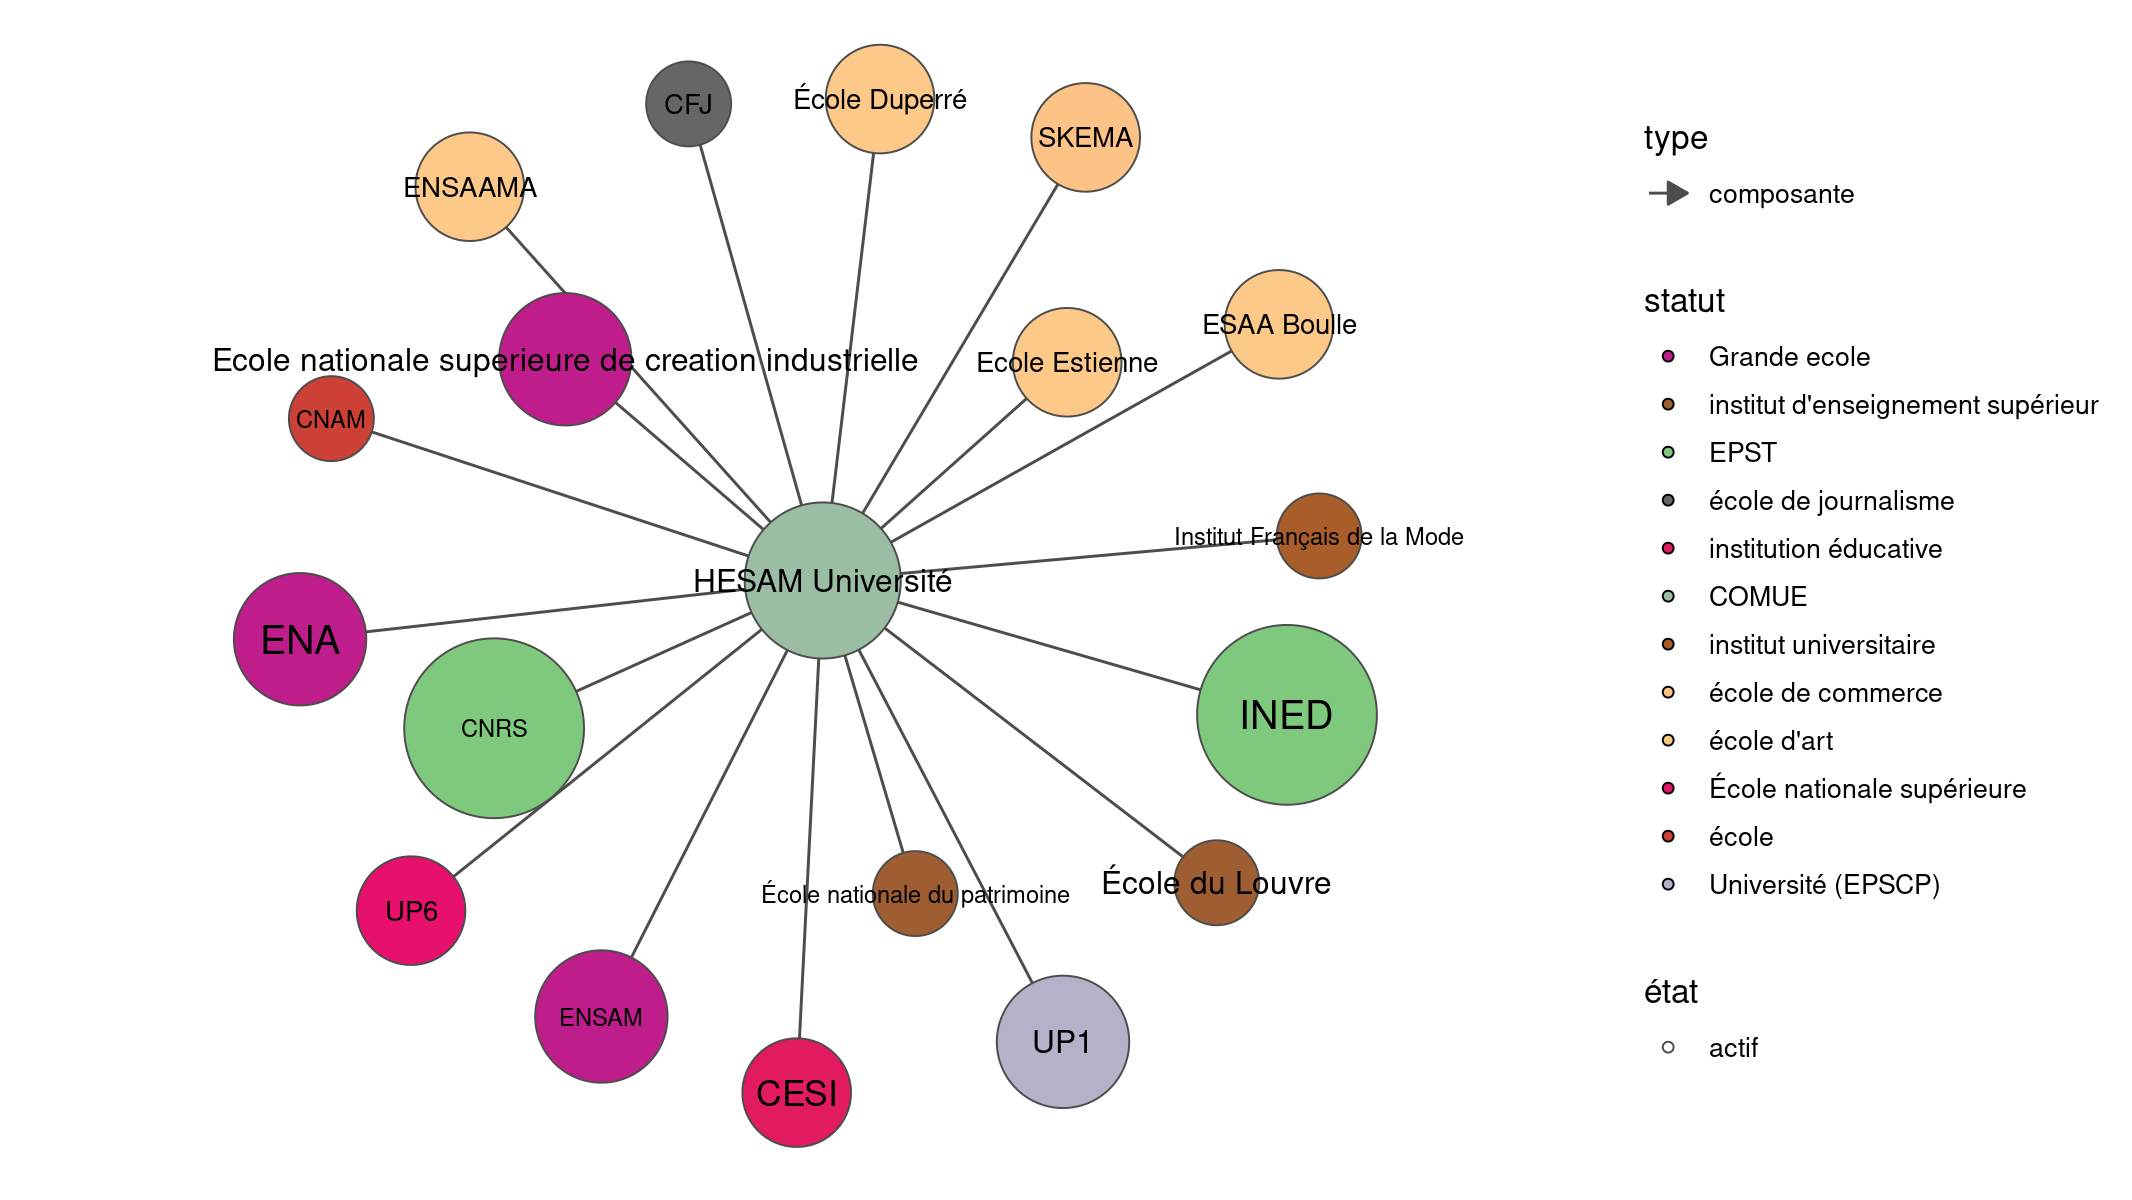 CFJ
École Duperré
SKEMA
ENSAAMA
ESAA Boulle
Ecole nationale superieure de creation industrielle
Ecole Estienne
CNAM
Institut Français de la Mode
HESAM Université
ENA
CNRS
INED
École du Louvre
École nationale du patrimoine
UP6
ENSAM
UP1
CESI
type
composante
statut
Grande ecole
institut d'enseignement supérieur
EPST
école de journalisme
institution éducative
COMUE
institut universitaire
école de commerce
école d'art
École nationale supérieure
école
Université (EPSCP)
état
actif